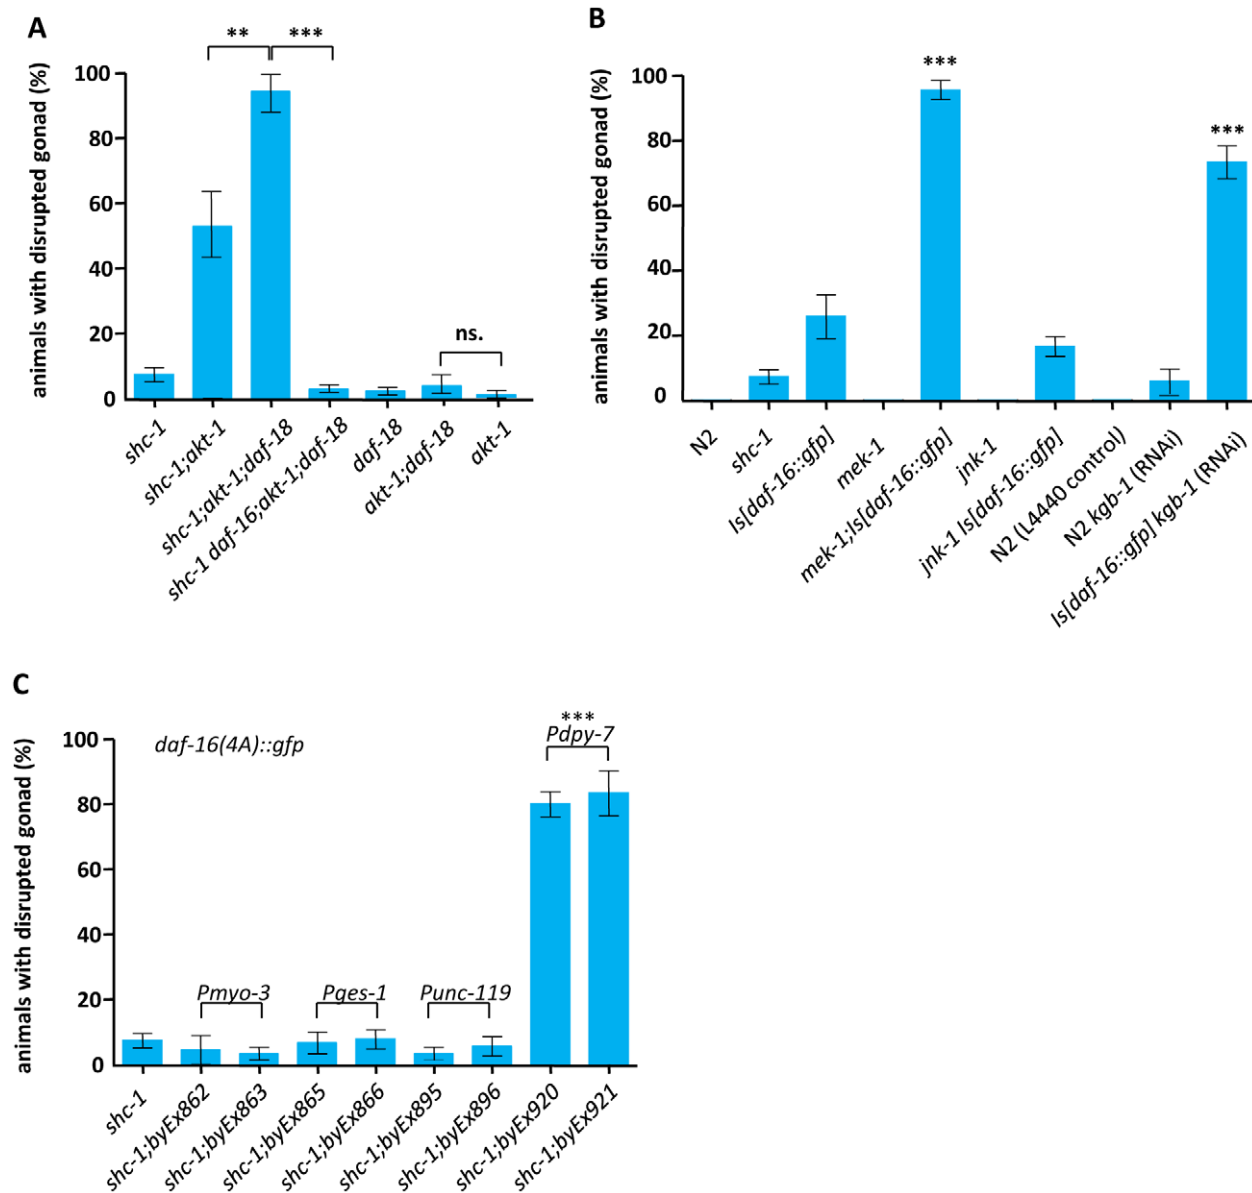 A
** ***
animals with disrupted gonad (%)
100
80
60
40
20
0
ns.
shc-1
shc-1;akt-1
shc-1;akt-1;daf-18
shc-1 daf-16;akt-1;daf-18
daf-18
akt-1;daf-18
akt-1
B
animals with disrupted gonad (%)
100
80
60
40
20
0
***
***
N2
shc-1
Is[daf-16::gfp]
mek-1
mek-1;Is[daf-16::gfp]
jnk-1
jnk-1 Is[daf-16::gfp]
N2 (L4440 control)
N2 kgb-1 (RNAi)
Is[daf-16::gfp] kgb-1 (RNAi)
C
animals with disrupted gonad (%)
100
80
60
40
20
0
daf-16(4A)::gfp
***
Pdpy-7
Pmyo-3
Pges-1
Punc-119
shc-1
shc-1;byEx862
shc-1;byEx863
shc-1;byEx865
shc-1;byEx866
shc-1;byEx895
shc-1;byEx896
shc-1;byEx920
shc-1;byEx921